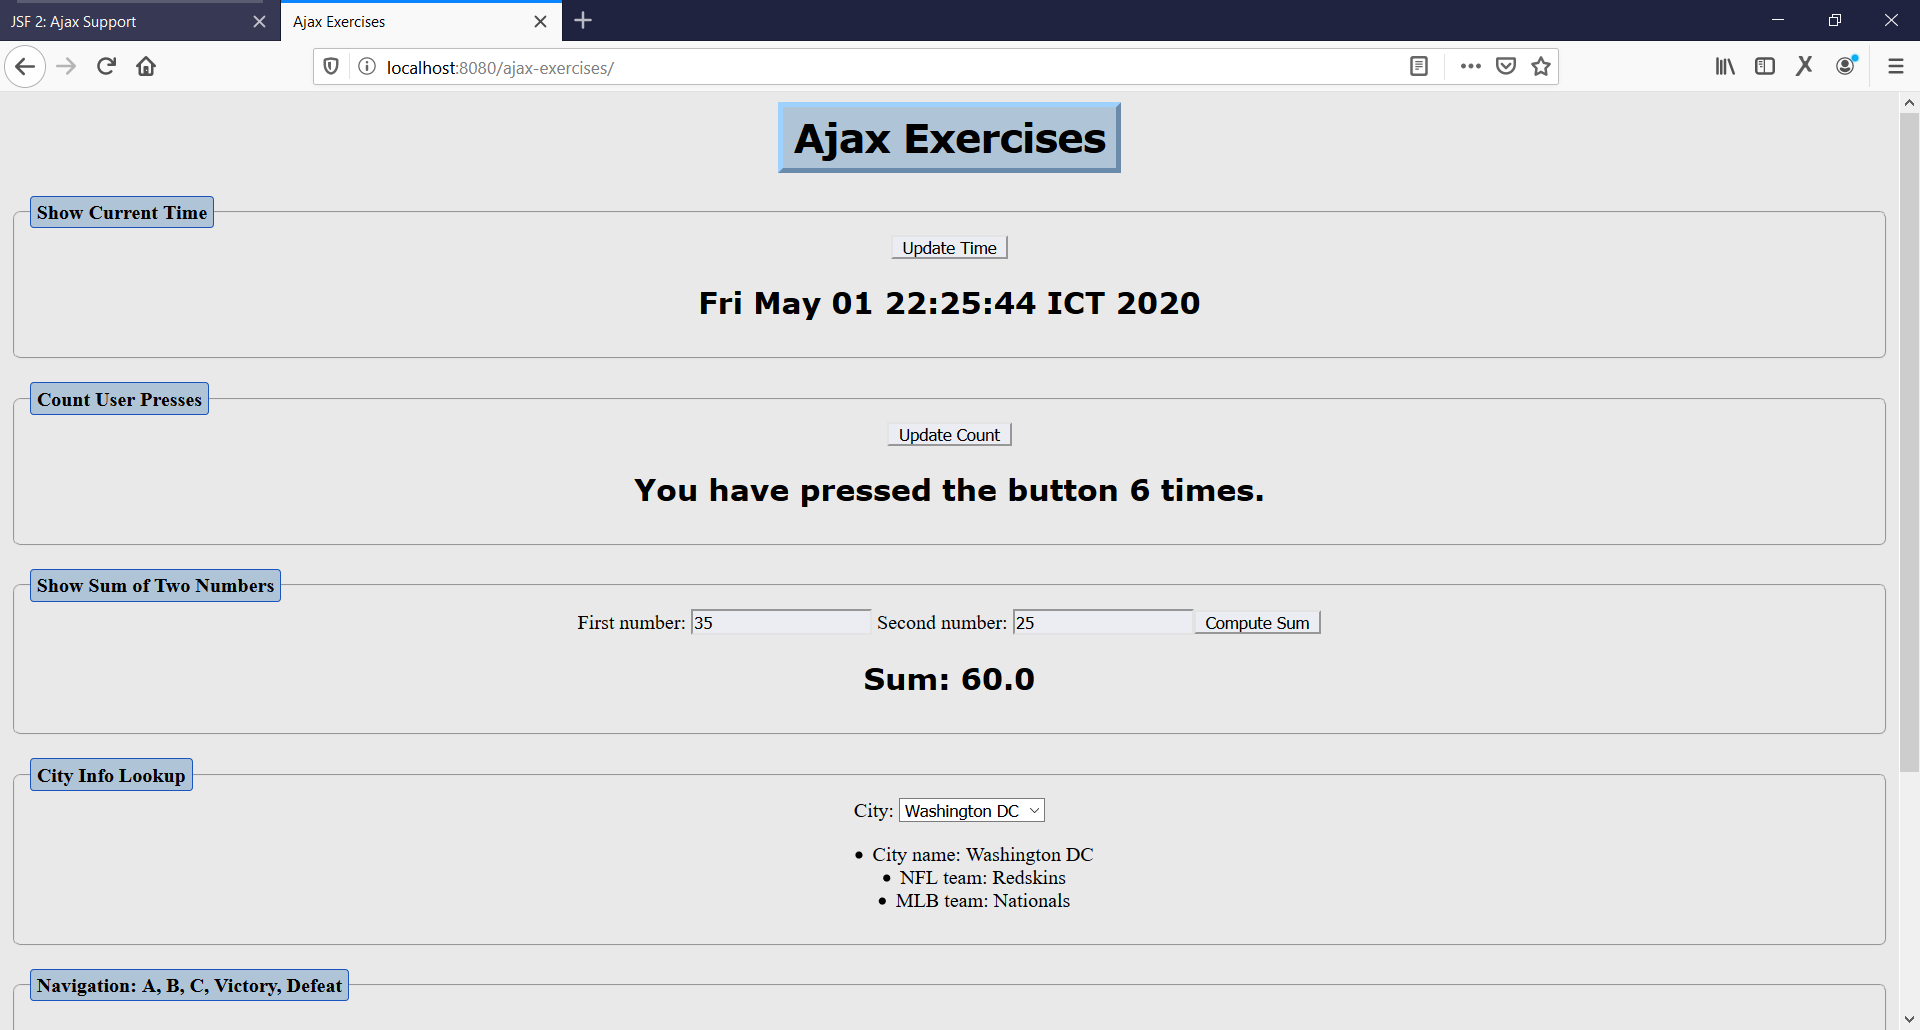 JSF 2: Ajax Support
Ajax Exercises
localhost:8080/ajax-exercises/
Ajax Exercises
Show Current Time
Update Time
Fri May 01 22:25:44 ICT 2020
Count User Presses
Update Count
You have pressed the button 6 times.
Show Sum of Two Numbers
First number: 35 Second number: 25 Compute Sum
Sum: 60.0
City Info Lookup
City: Washington DC
• City name: Washington DC
• NFL team: Redskins
• MLB team: Nationals
Navigation: A, B, C, Victory, Defeat